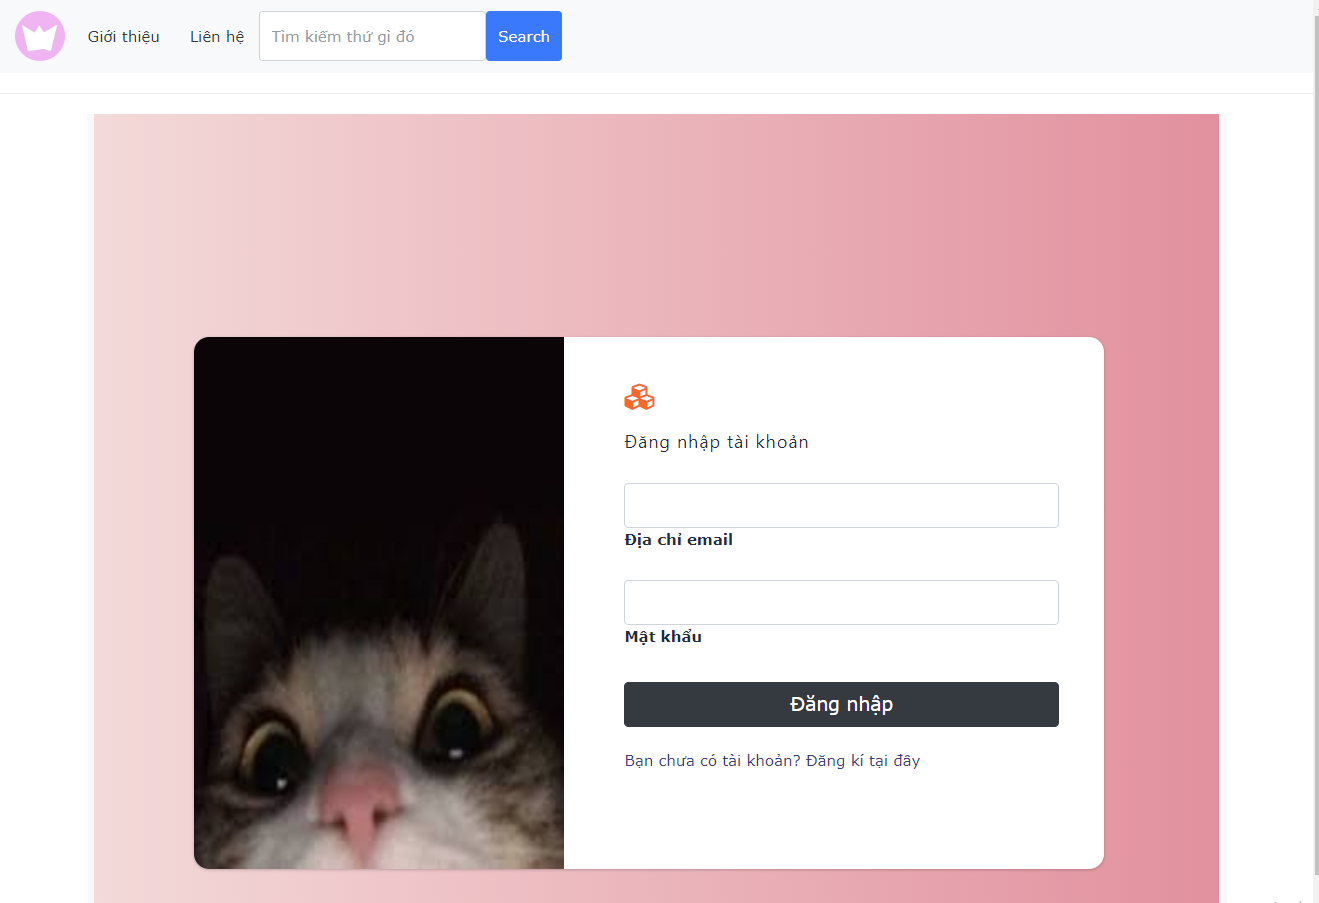 Giới thiệu Liên hệ Tìm kiếm thứ gì đó Search
Đăng nhập tài khoản
Địa chỉ email
Mật khẩu
Đăng nhập
Bạn chưa có tài khoản? Đăng kí tại đây